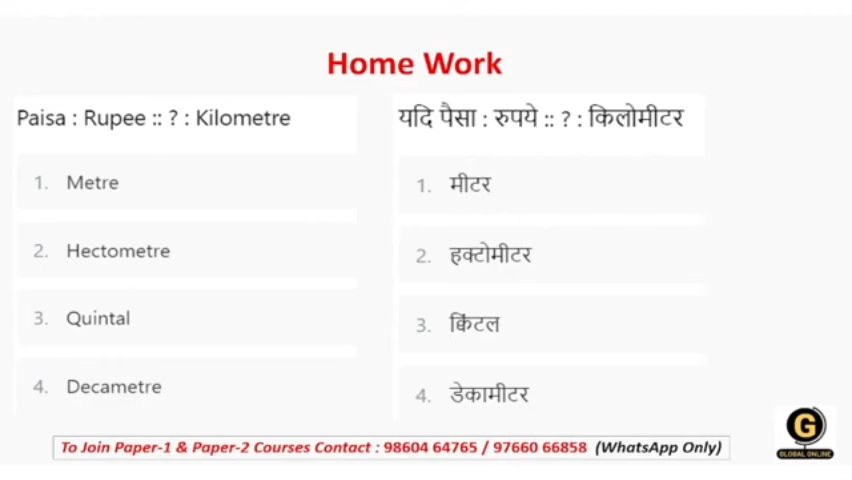 Home Work
Paisa : Rupee :: ? : Kilometre
1. Metre
2. Hectometre
3. Quintal
4. Decametre
यदि पैसा : रुपये :: ? : किलोमीटर
1. मीटर
2. हक्टोमीटर
3. क्विंटल
4. डेकामीटर
To Join Paper-1 & Paper-2 Courses Contact : 98604 64765 / 97660 66858 (WhatsApp Only)
G
GLOBAL ONLINE